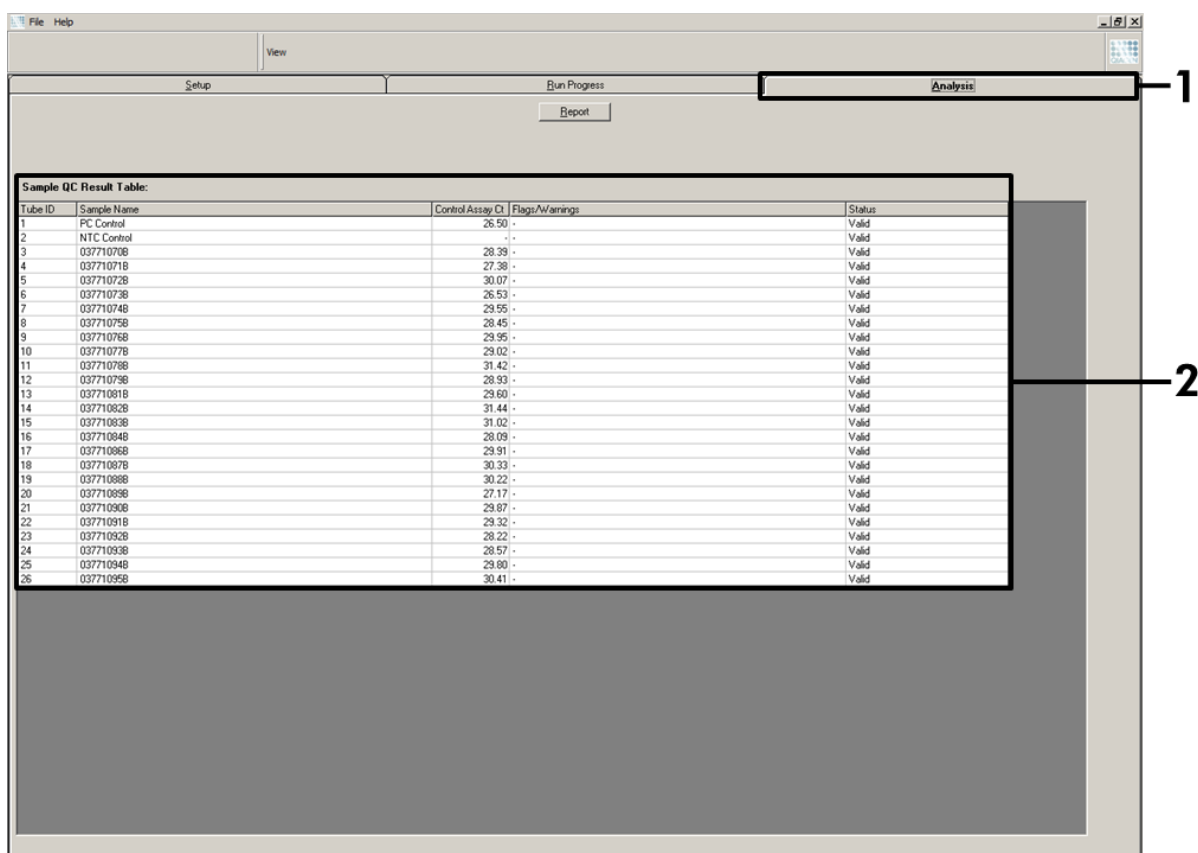 File Help
View
Setup Run Progress Analysis 1
Report
Sample QC Result Table:
Tube ID Sample Name Control Assay Ct Flags/Warnings Status
1 PC Control 26.50 - Valid
2 NTC Control - - Valid
3 03771070B 28.39 - Valid
4 03771071B 27.38 - Valid
5 03771072B 30.07 - Valid
6 03771073B 26.53 - Valid
7 03771074B 29.55 - Valid
8 03771075B 28.45 - Valid
9 03771076B 29.95 - Valid
10 03771077B 29.02 - Valid
11 03771078B 31.42 - Valid
12 03771079B 28.93 - Valid
2
13 03771081B 29.60 - Valid
14 03771082B 31.44 - Valid
15 03771083B 31.02 - Valid
16 03771084B 28.09 - Valid
17 03771086B 29.91 - Valid
18 03771087B 30.33 - Valid
19 03771088B 30.22 - Valid
20 03771089B 27.17 - Valid
21 03771090B 29.87 - Valid
22 03771091B 29.32 - Valid
23 03771092B 28.22 - Valid
24 03771093B 28.57 - Valid
25 03771094B 29.80 - Valid
26 03771095B 30.41 - Valid